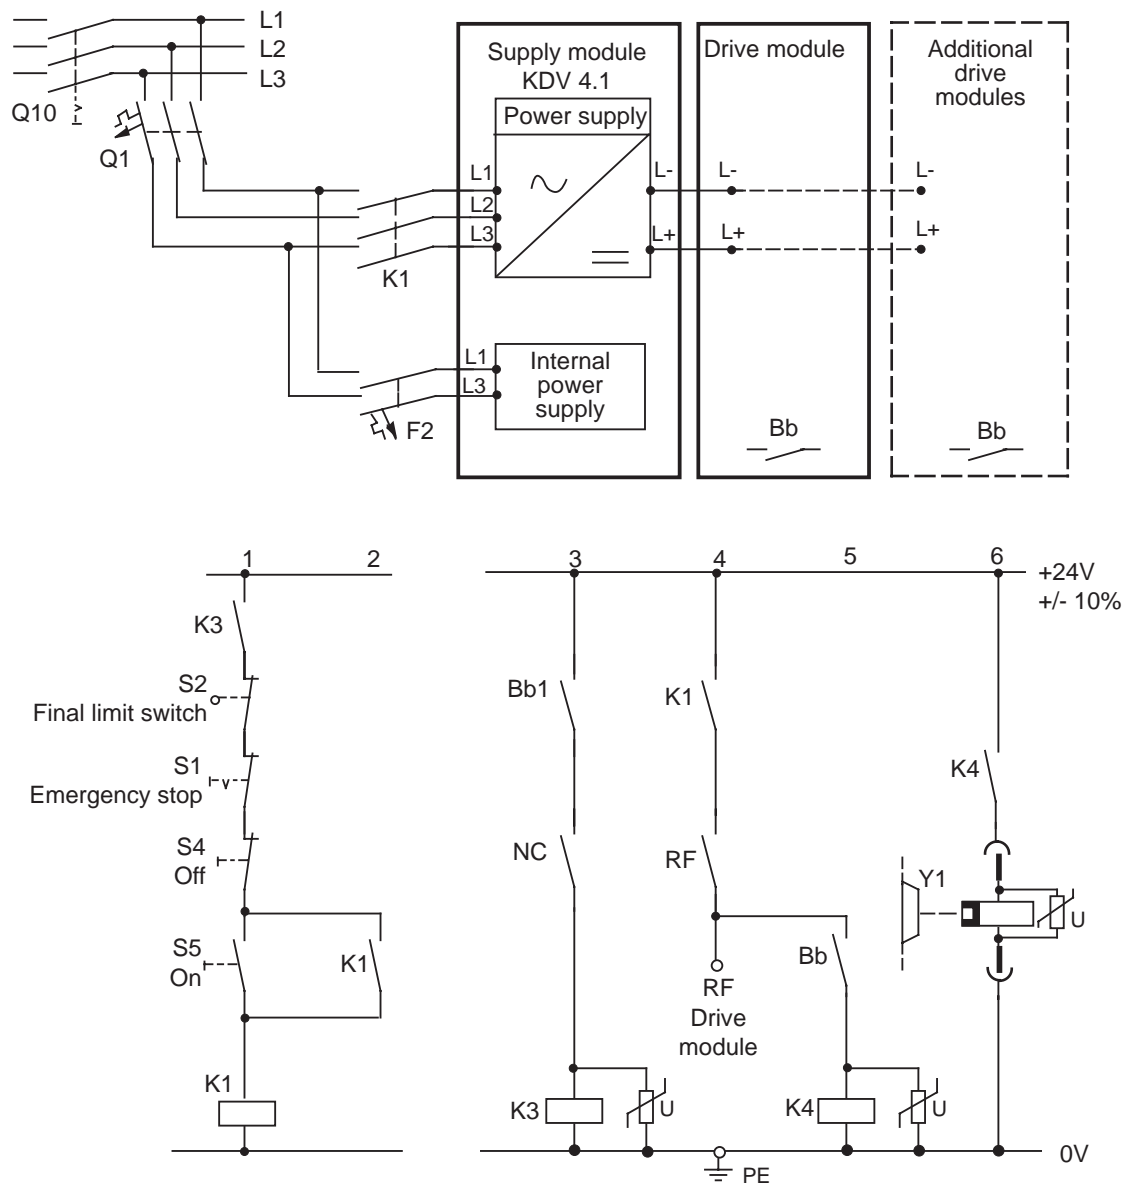 L1
L2
L3
Q10
Q1
Supply module
KDV 4.1
Power supply
L1
L2
L3
L-
L+
K1
Internal
power
supply
L1
L3
F2
Drive module
L-
L+
Bb
Additional
drive
modules
L-
L+
Bb
1
2
3
4
5
6
+24V
+/- 10%
K3
S2
Final limit switch
S1
Emergency stop
S4
Off
S5
On
K1
K1
Bb1
NC
K3
U
K1
RF
RF
Drive
module
Bb
K4
U
K4
Y1
U
0V
PE